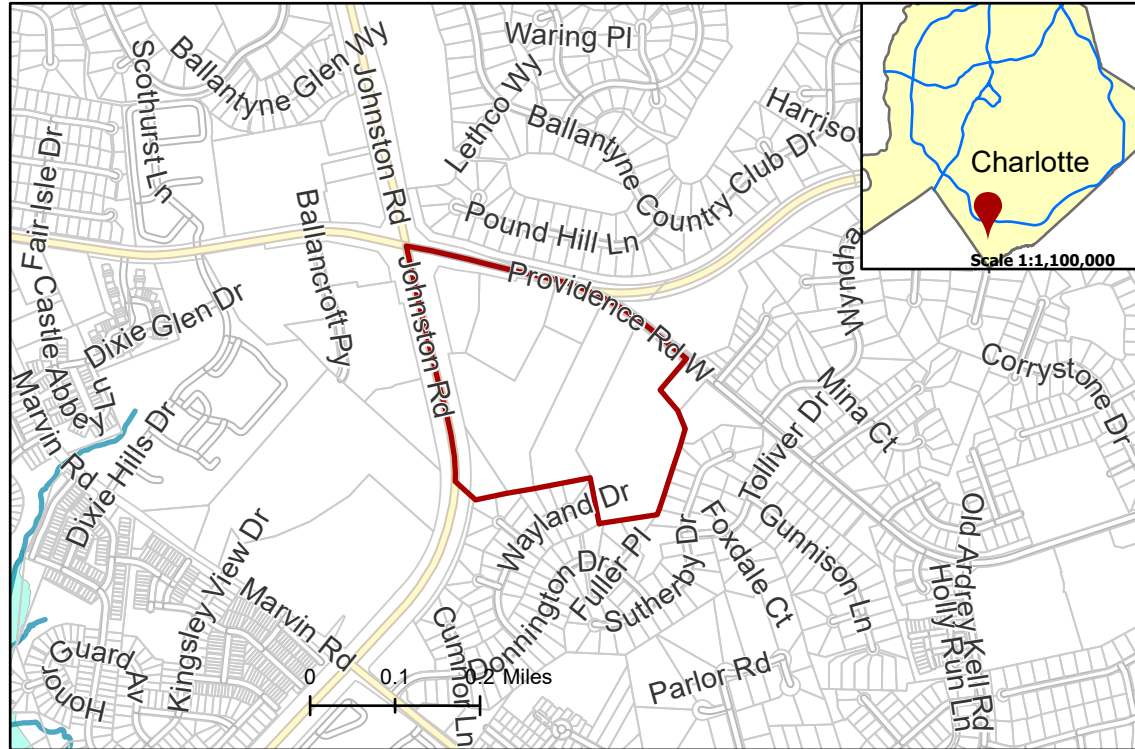 Waring Pl
Ballantyne Glen Wy
Scothurst Ln
Johnston Rd
Lethco Wy
Harriso
Ballantyne Country Club Dr
Charlotte
Scale 1:1,100,000
Fair Isle Dr
Ballancroft Py
Pound Hill Ln
Wynduph
Johnston Rd
Providence Rd W
Castle Abbey Ln
Dixie Glen Dr
Corrystone Dr
Marvin Rd
Dixie Hills Dr
Mina Ct
Tolliver Dr
Wayland Dr
Gunnison Ln
Foxdale Ct
Old Ardrey Kell Rd
Kingsley View Dr
Donnington Dr
Fuller Pl
Sutherby Dr
Holly Run Ln
Marvin Rd
Cumnor Ln
Parlor Rd
Guard Av
Honor
0 0.1 0.2 Miles